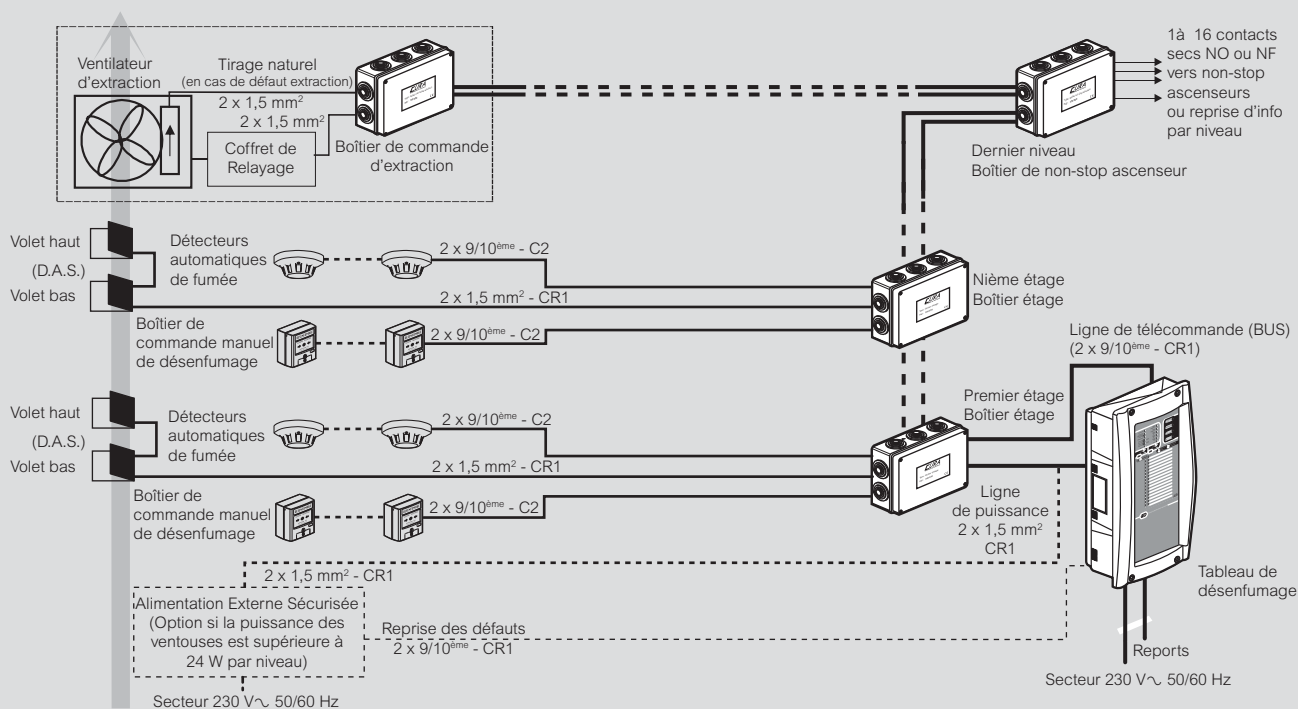 Ventilateur
d'extraction
Tirage naturel
(en cas de défaut extraction)
2 x 1,5 mm²
2 x 1,5 mm²
Coffret de
Relayage
Boîtier de commande
d'extraction
1à 16 contacts
secs NO ou NF
vers non-stop
ascenseurs
ou reprise d'info
par niveau
Dernier niveau
Boîtier de non-stop ascenseur
Volet haut
(D.A.S.)
Volet bas
Détecteurs
automatiques
de fumée
2 x 9/10ème - C2
2 x 1,5 mm² - CR1
Boîtier de
commande manuel
de désenfumage
2 x 9/10ème - C2
Nième étage
Boîtier étage
Ligne de télécommande (BUS)
(2 x 9/10ème - CR1)
Premier étage
Boîtier étage
Volet haut
(D.A.S.)
Volet bas
Détecteurs
automatiques
de fumée
2 x 9/10ème - C2
2 x 1,5 mm² - CR1
Boîtier de
commande manuel
de désenfumage
2 x 9/10ème - C2
Ligne
de puissance
2 x 1,5 mm²
CR1
2 x 1,5 mm² - CR1
Alimentation Externe Sécurisée
(Option si la puissance des
ventouses est supérieure à
24 W par niveau)
Reprise des défauts
2 x 9/10ème - CR1
Secteur 230 V∿ 50/60 Hz
Tableau de
désenfumage
Reports
Secteur 230 V∿ 50/60 Hz